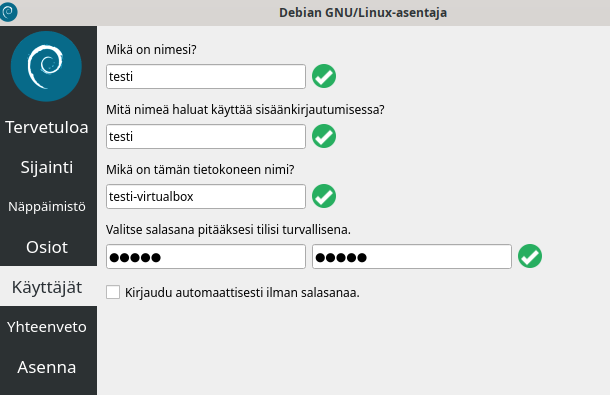 Debian GNU/Linux-asentaja
Tervetuloa
Sijainti
Näppäimistö
Osiot
Käyttäjät
Yhteenveto
Asenna
Mikä on nimesi?
testi
Mitä nimeä haluat käyttää sisäänkirjautumisessa?
testi
Mikä on tämän tietokoneen nimi?
testi-virtualbox
Valitse salasana pitääksesi tilisi turvallisena.
●●●●● ●●●●●
Kirjaudu automaattisesti ilman salasanaa.